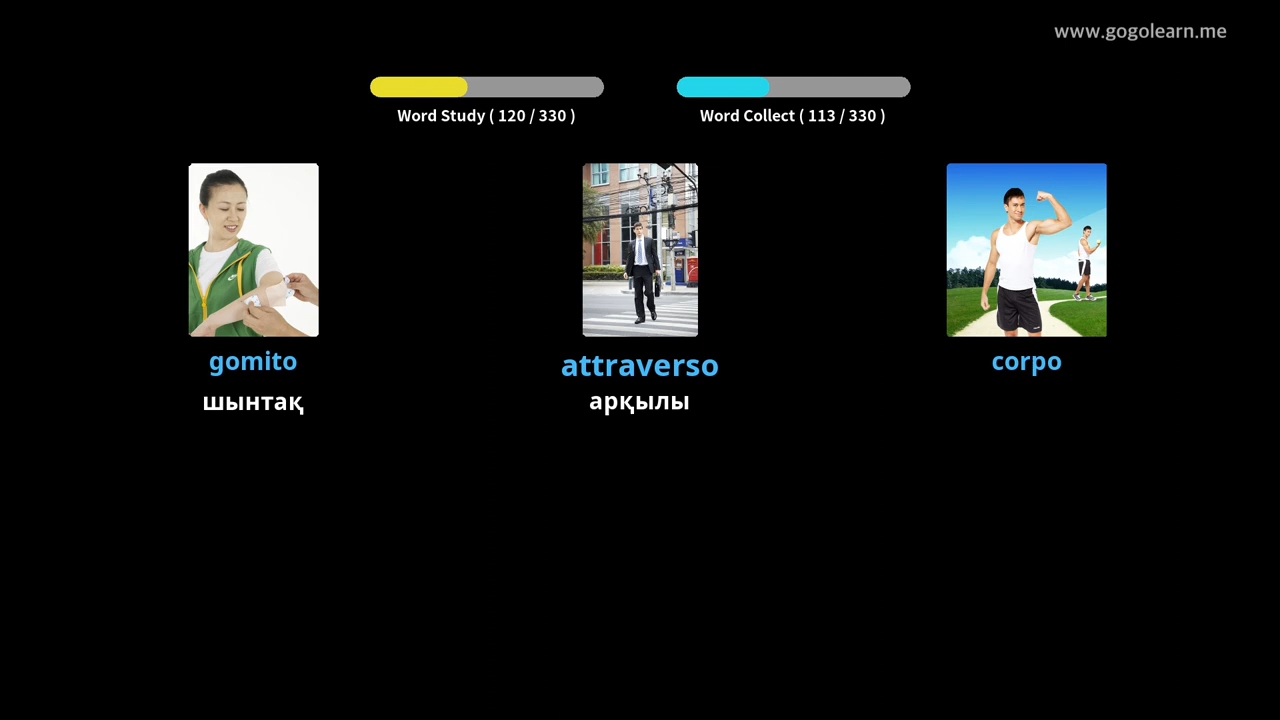 www.gogolearn.me
Word Study ( 120 / 330 )
Word Collect ( 113 / 330 )
gomito
attraverso
corpo
шынтақ
арқылы